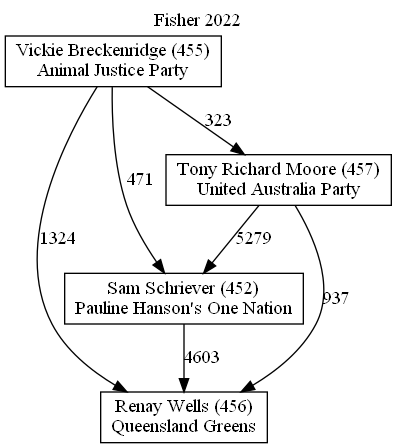 Fisher 2022
Vickie Breckenridge (455)
Animal Justice Party
323
Tony Richard Moore (457)
United Australia Party
471
1324
5279
Sam Schriever (452)
Pauline Hanson's One Nation
937
4603
Renay Wells (456)
Queensland Greens